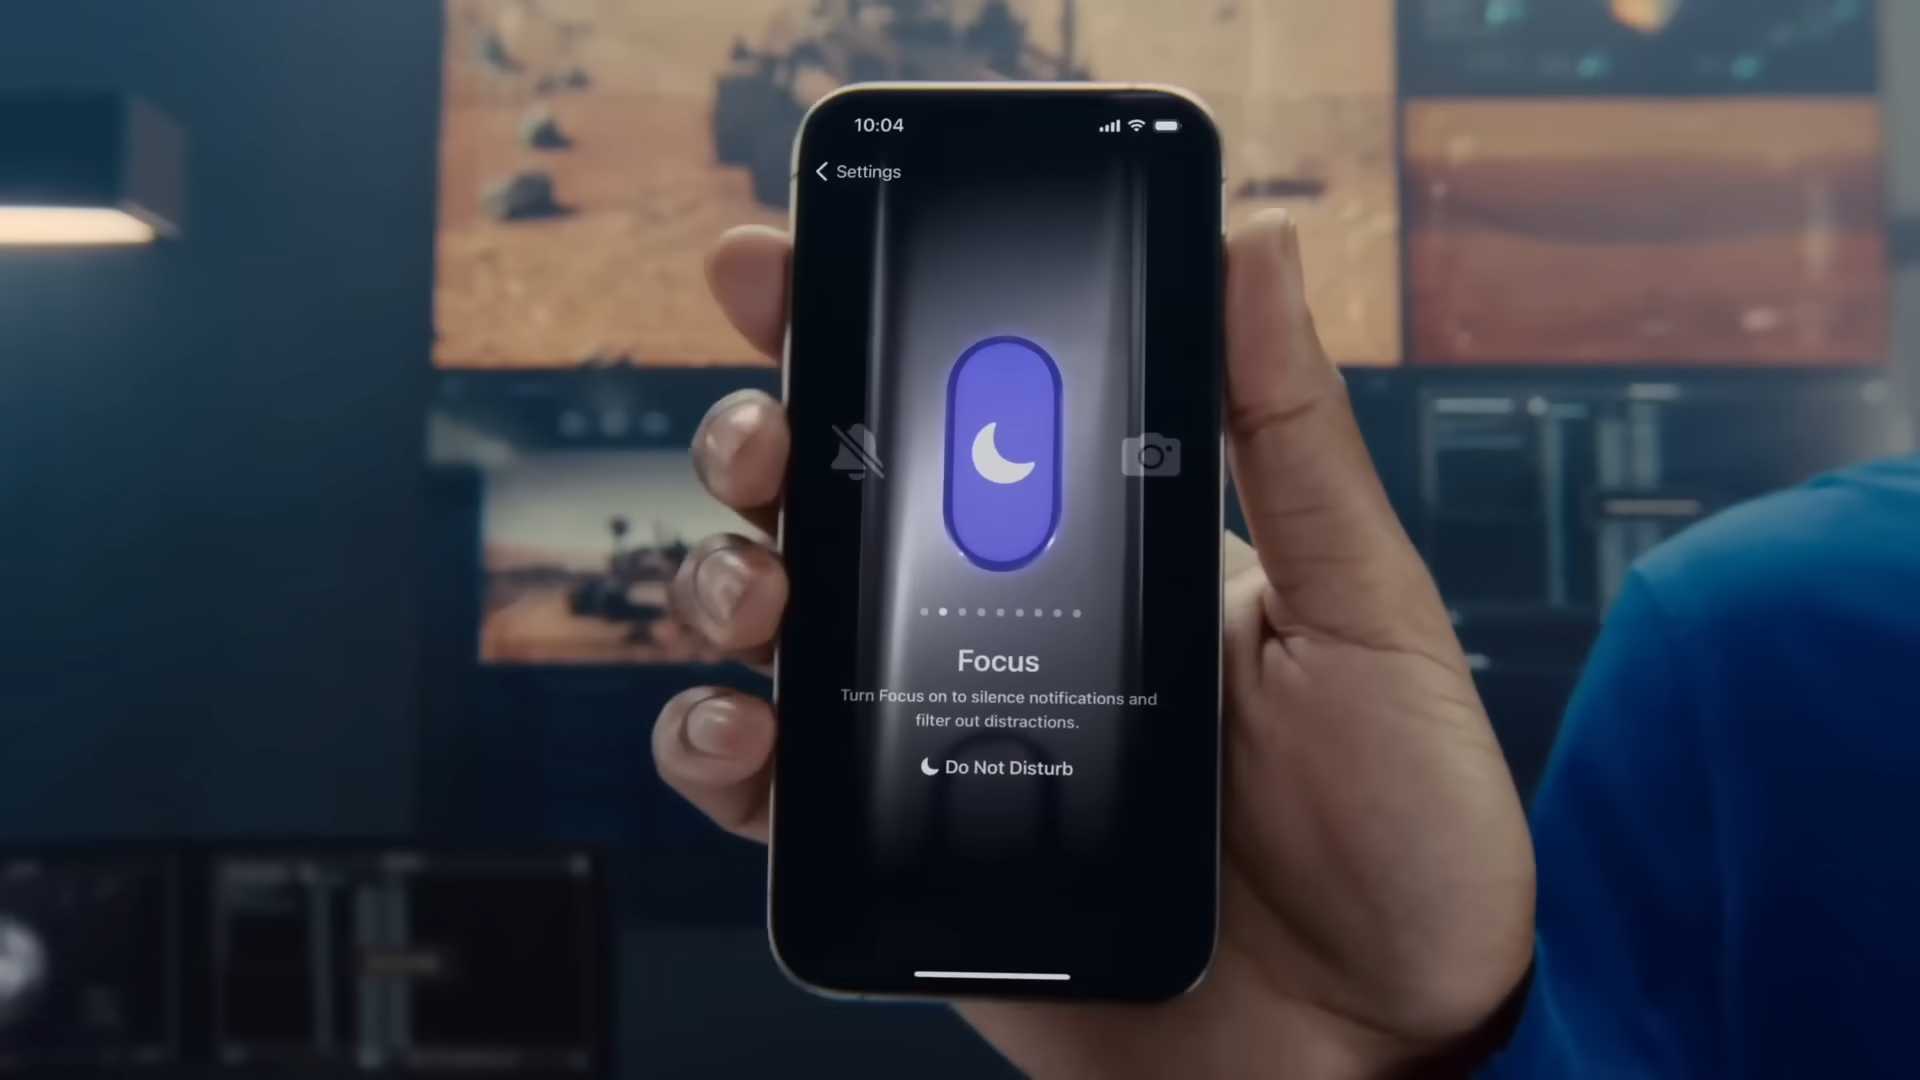 10:04
Settings
Focus
Turn Focus on to silence notifications and
filter out distractions.
Do Not Disturb